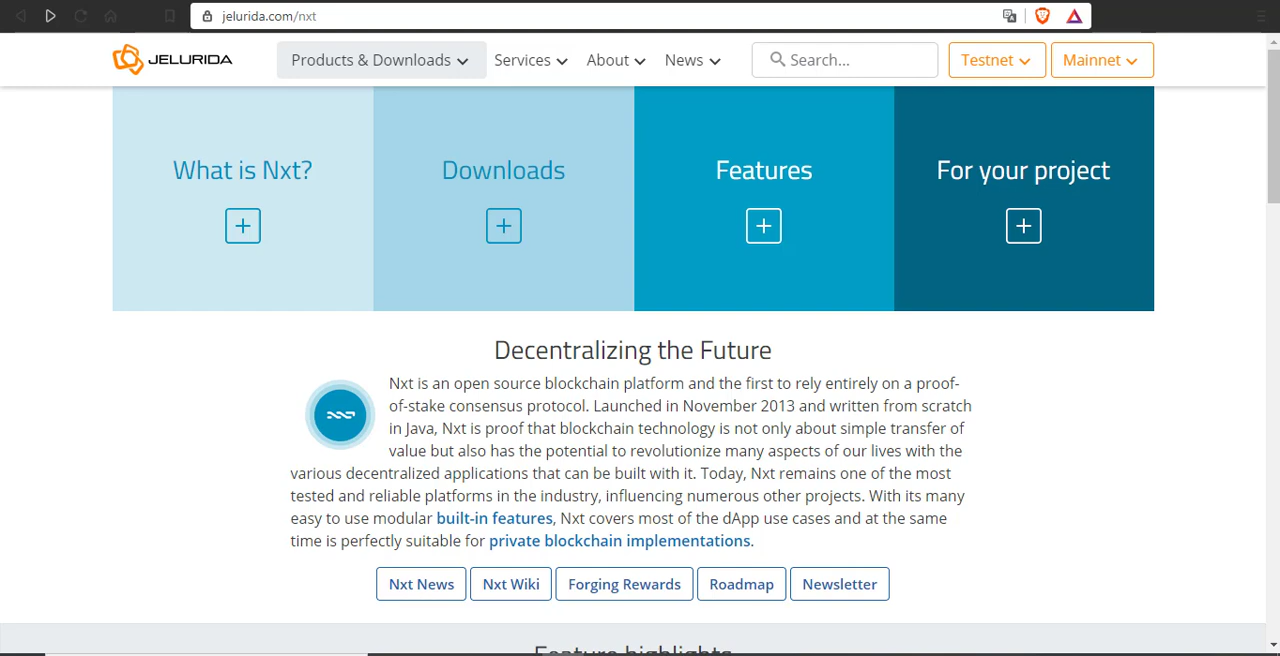 jelurida.com/nxt
JELURIDA Products & Downloads Services About News Search... Testnet Mainnet
What is Nxt? Downloads Features For your project
Decentralizing the Future
Nxt is an open source blockchain platform and the first to rely entirely on a proof-
of-stake consensus protocol. Launched in November 2013 and written from scratch
in Java, Nxt is proof that blockchain technology is not only about simple transfer of
value but also has the potential to revolutionize many aspects of our lives with the
various decentralized applications that can be built with it. Today, Nxt remains one of the most
tested and reliable platforms in the industry, influencing numerous other projects. With its many
easy to use modular built-in features, Nxt covers most of the dApp use cases and at the same
time is perfectly suitable for private blockchain implementations.
Nxt News Nxt Wiki Forging Rewards Roadmap Newsletter
Feature highlights